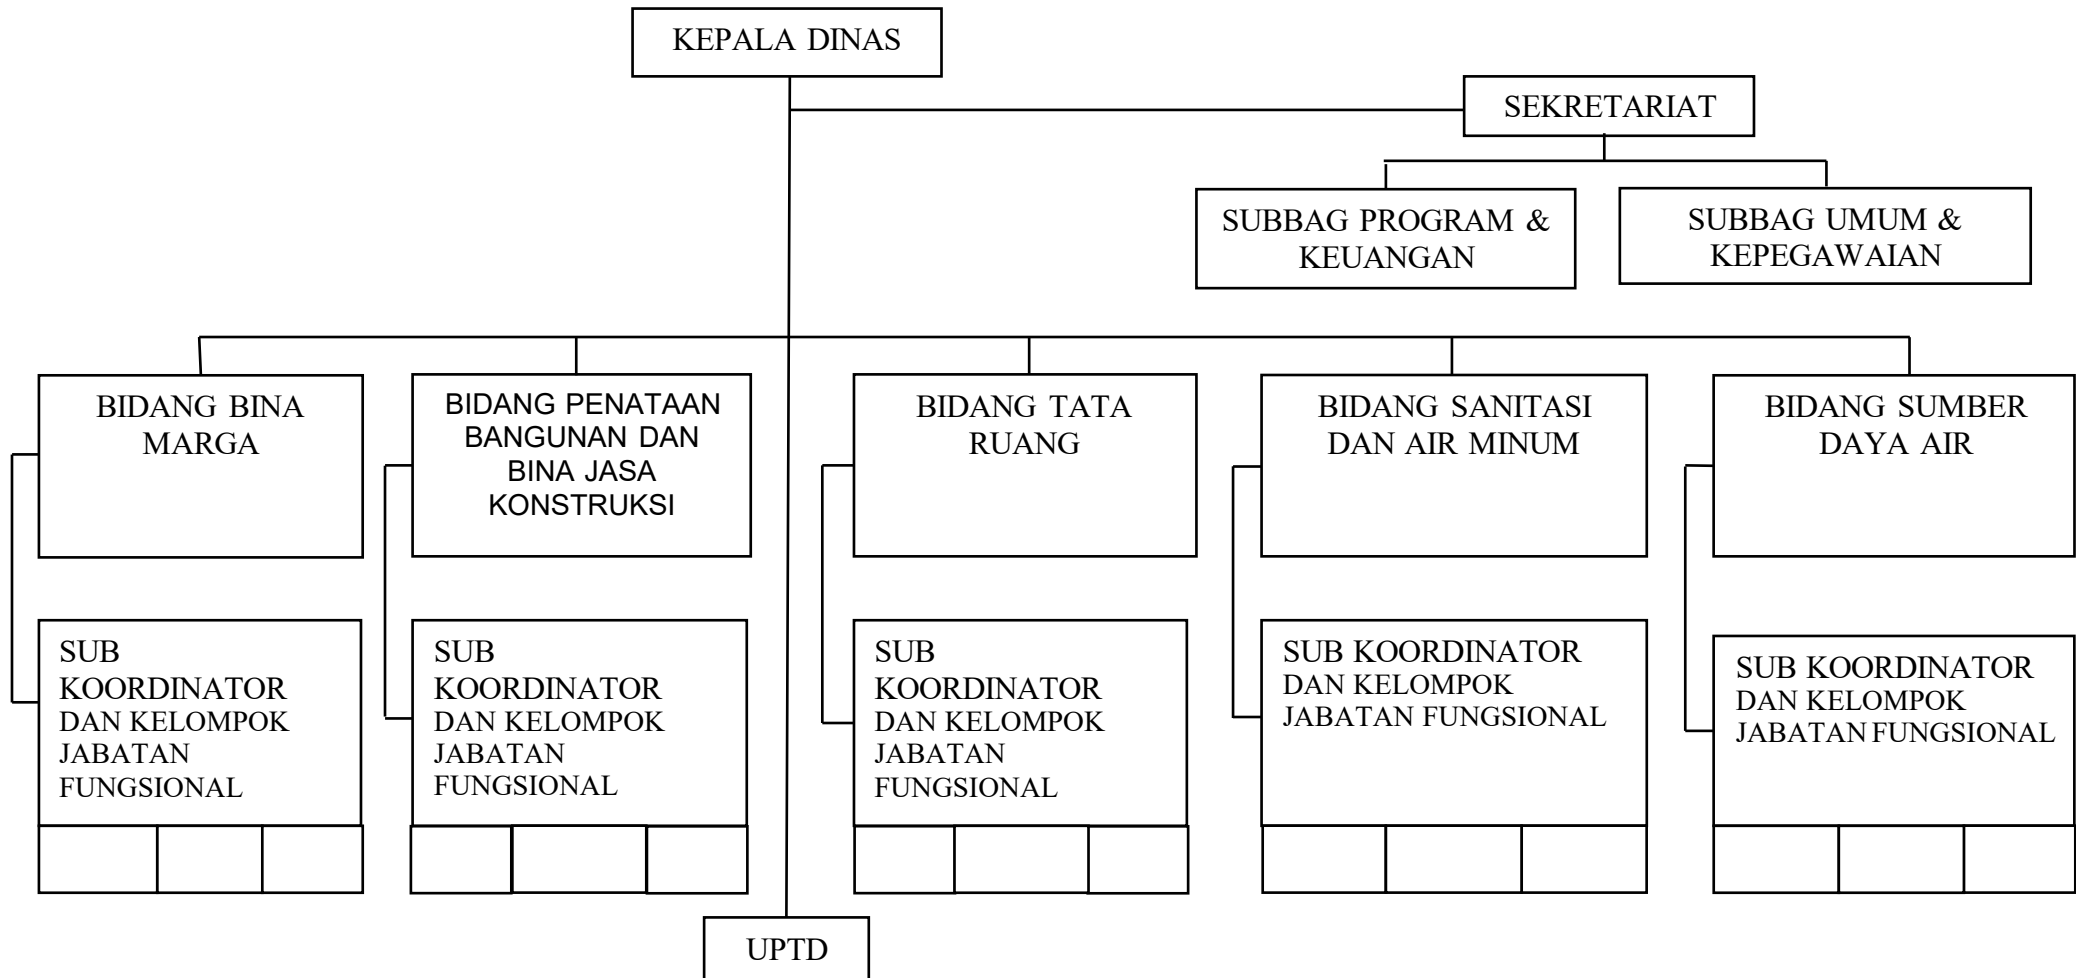 KEPALA DINAS
SEKRETARIAT
SUBBAG PROGRAM &
KEUANGAN
SUBBAG UMUM &
KEPEGAWAIAN
BIDANG BINA
MARGA
BIDANG PENATAAN
BANGUNAN DAN
BINA JASA
KONSTRUKSI
BIDANG TATA
RUANG
BIDANG SANITASI
DAN AIR MINUM
BIDANG SUMBER
DAYA AIR
SUB
KOORDINATOR
DAN KELOMPOK
JABATAN
FUNGSIONAL
SUB
KOORDINATOR
DAN KELOMPOK
JABATAN
FUNGSIONAL
SUB
KOORDINATOR
DAN KELOMPOK
JABATAN
FUNGSIONAL
SUB KOORDINATOR
DAN KELOMPOK
JABATAN FUNGSIONAL
SUB KOORDINATOR
DAN KELOMPOK
JABATAN FUNGSIONAL
UPTD